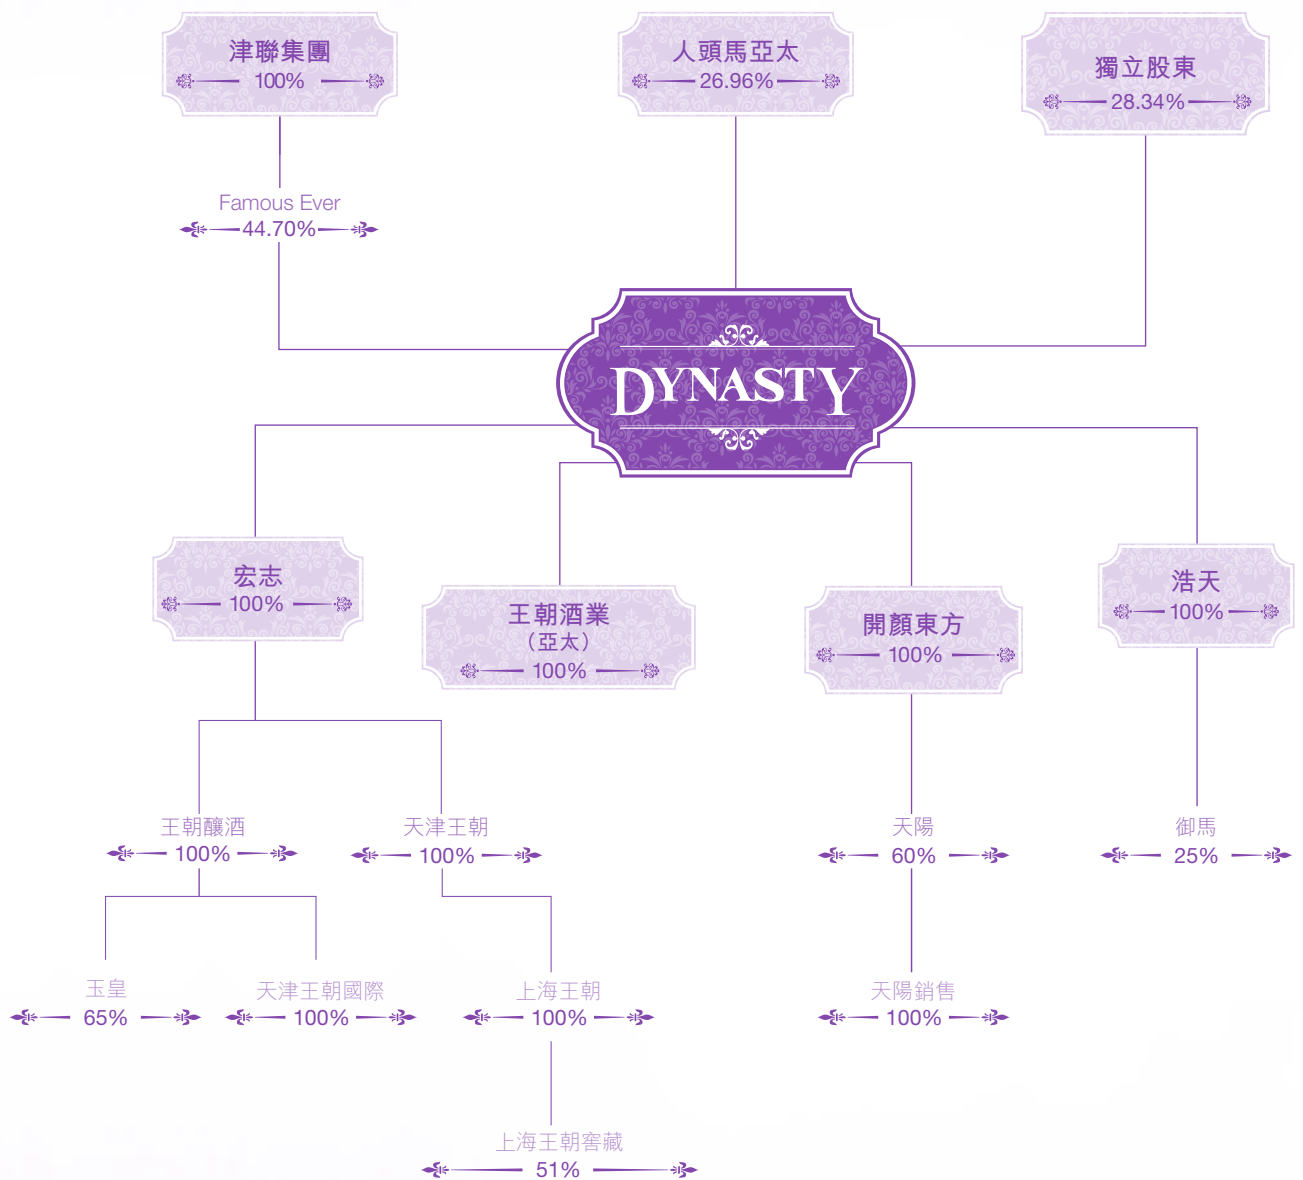 津聯集團
100%
人頭馬亞太
26.96%
獨立股東
28.34%
Famous Ever
44.70%
DYNASTY
宏志
100%
王朝酒業
（亞太）
100%
開顏東方
100%
浩天
100%
王朝釀酒
100%
天津王朝
100%
天陽
60%
御馬
25%
玉皇
65%
天津王朝國際
100%
上海王朝
100%
天陽銷售
100%
上海王朝窖藏
51%